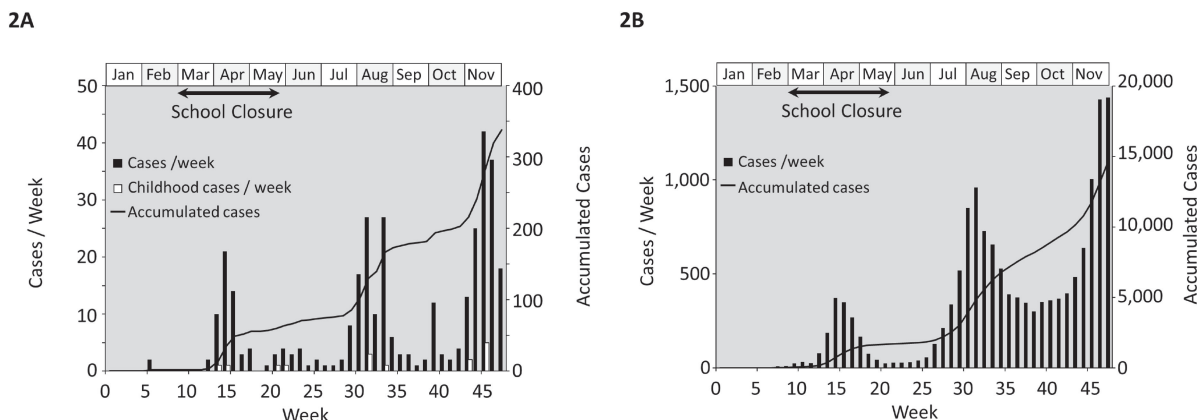 2A
Jan Feb Mar Apr May Jun Jul Aug Sep Oct Nov
School Closure
Cases /week
Childhood cases / week
Accumulated cases
Cases / Week
50
40
30
20
10
0
400
300
200
100
0
Accumulated Cases
0 5 10 15 20 25 30 35 40 45
Week
2B
Jan Feb Mar Apr May Jun Jul Aug Sep Oct Nov
School Closure
Cases /week
Accumulated cases
Cases / Week
1,500
1,000
500
0
20,000
15,000
10,000
5,000
0
Accumulated Cases
0 5 10 15 20 25 30 35 40 45
Week